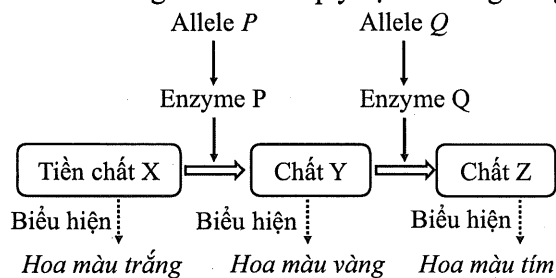 Allele P Allele Q
Enzyme P Enzyme Q
Tiền chất X Chất Y Chất Z
Biểu hiện Biểu hiện Biểu hiện
Hoa màu trắng Hoa màu vàng Hoa màu tím